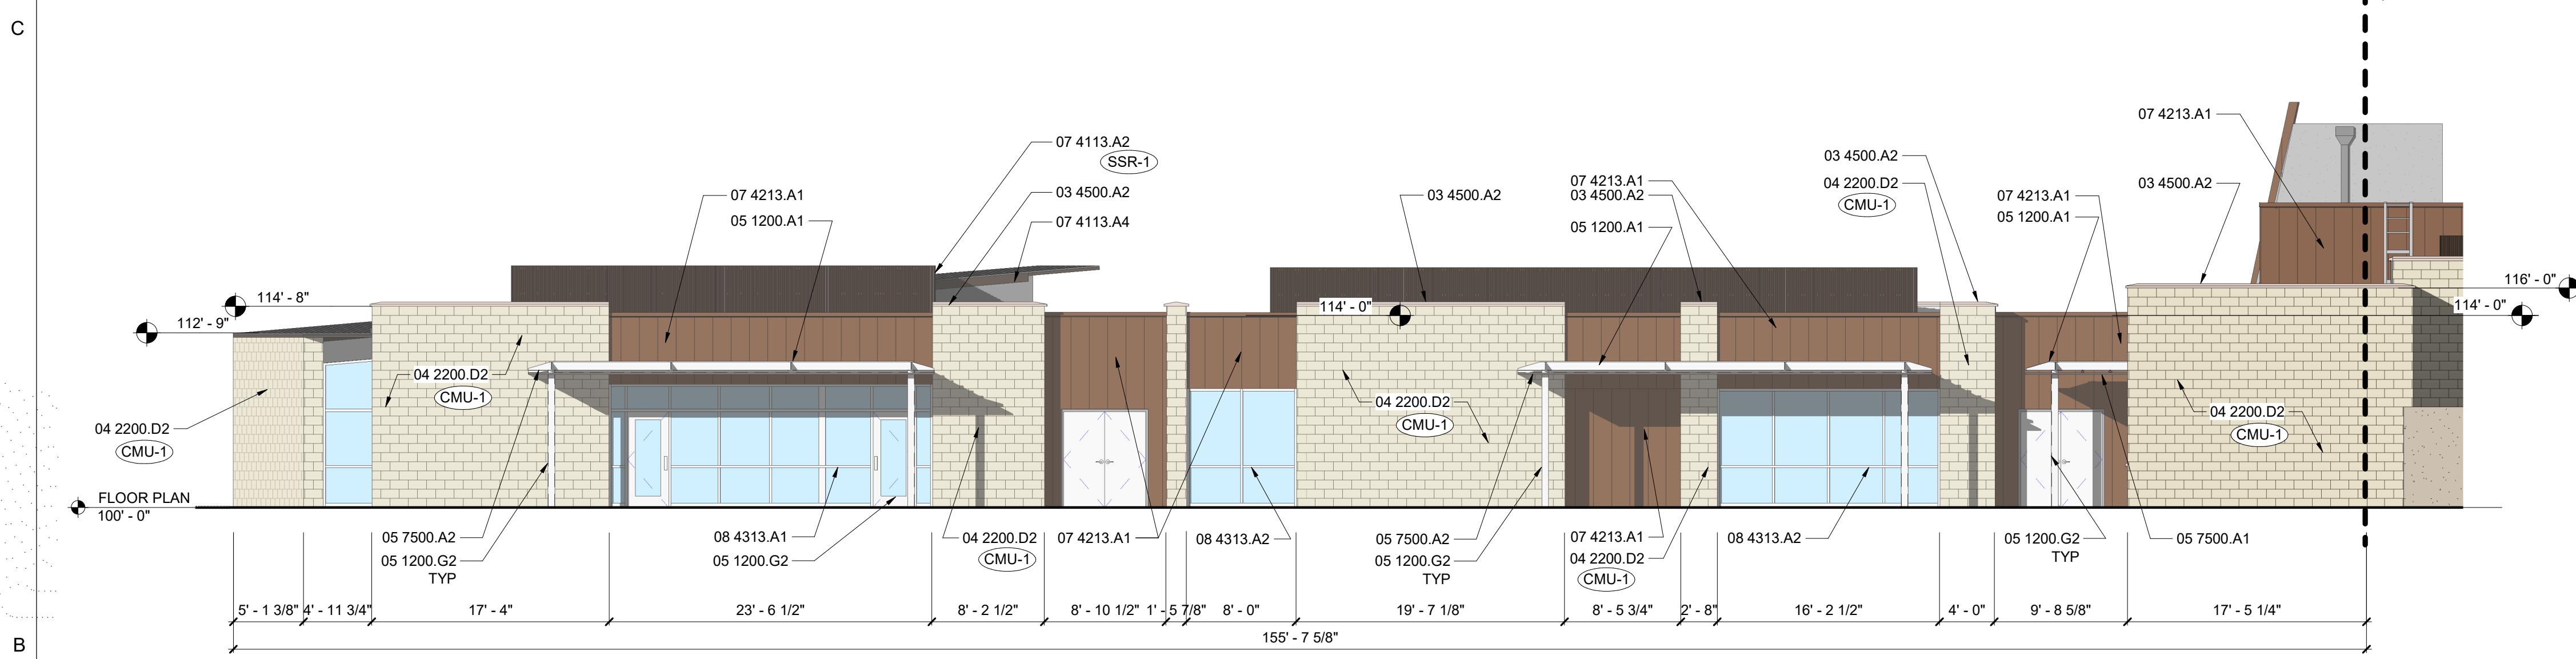 C
07 4213.A1
07 4113.A2
SSR-1
03 4500.A2
04 2200.D2
CMU-1
07 4213.A1
03 4500.A2
07 4213.A1
05 1200.A1
03 4500.A2
07 4113.A4
03 4500.A2
07 4213.A1
03 4500.A2
05 1200.A1
07 4213.A1
05 1200.A1
114' - 8"
112' - 9"
114' - 0"
116' - 0"
114' - 0"
04 2200.D2
CMU-1
04 2200.D2
CMU-1
04 2200.D2
CMU-1
04 2200.D2
CMU-1
FLOOR PLAN
100' - 0"
05 7500.A2
05 1200.G2
TYP
08 4313.A1
05 1200.G2
04 2200.D2
CMU-1
07 4213.A1
08 4313.A2
05 7500.A2
05 1200.G2
TYP
07 4213.A1
04 2200.D2
CMU-1
08 4313.A2
05 1200.G2
TYP
05 7500.A1
5' - 1 3/8" 4' - 11 3/4" 17' - 4" 23' - 6 1/2" 8' - 2 1/2" 8' - 10 1/2" 1' - 5 7/8" 8' - 0" 19' - 7 1/8" 8' - 5 3/4" 2' - 8" 16' - 2 1/2" 4' - 0" 9' - 8 5/8" 17' - 5 1/4"
155' - 7 5/8"
B